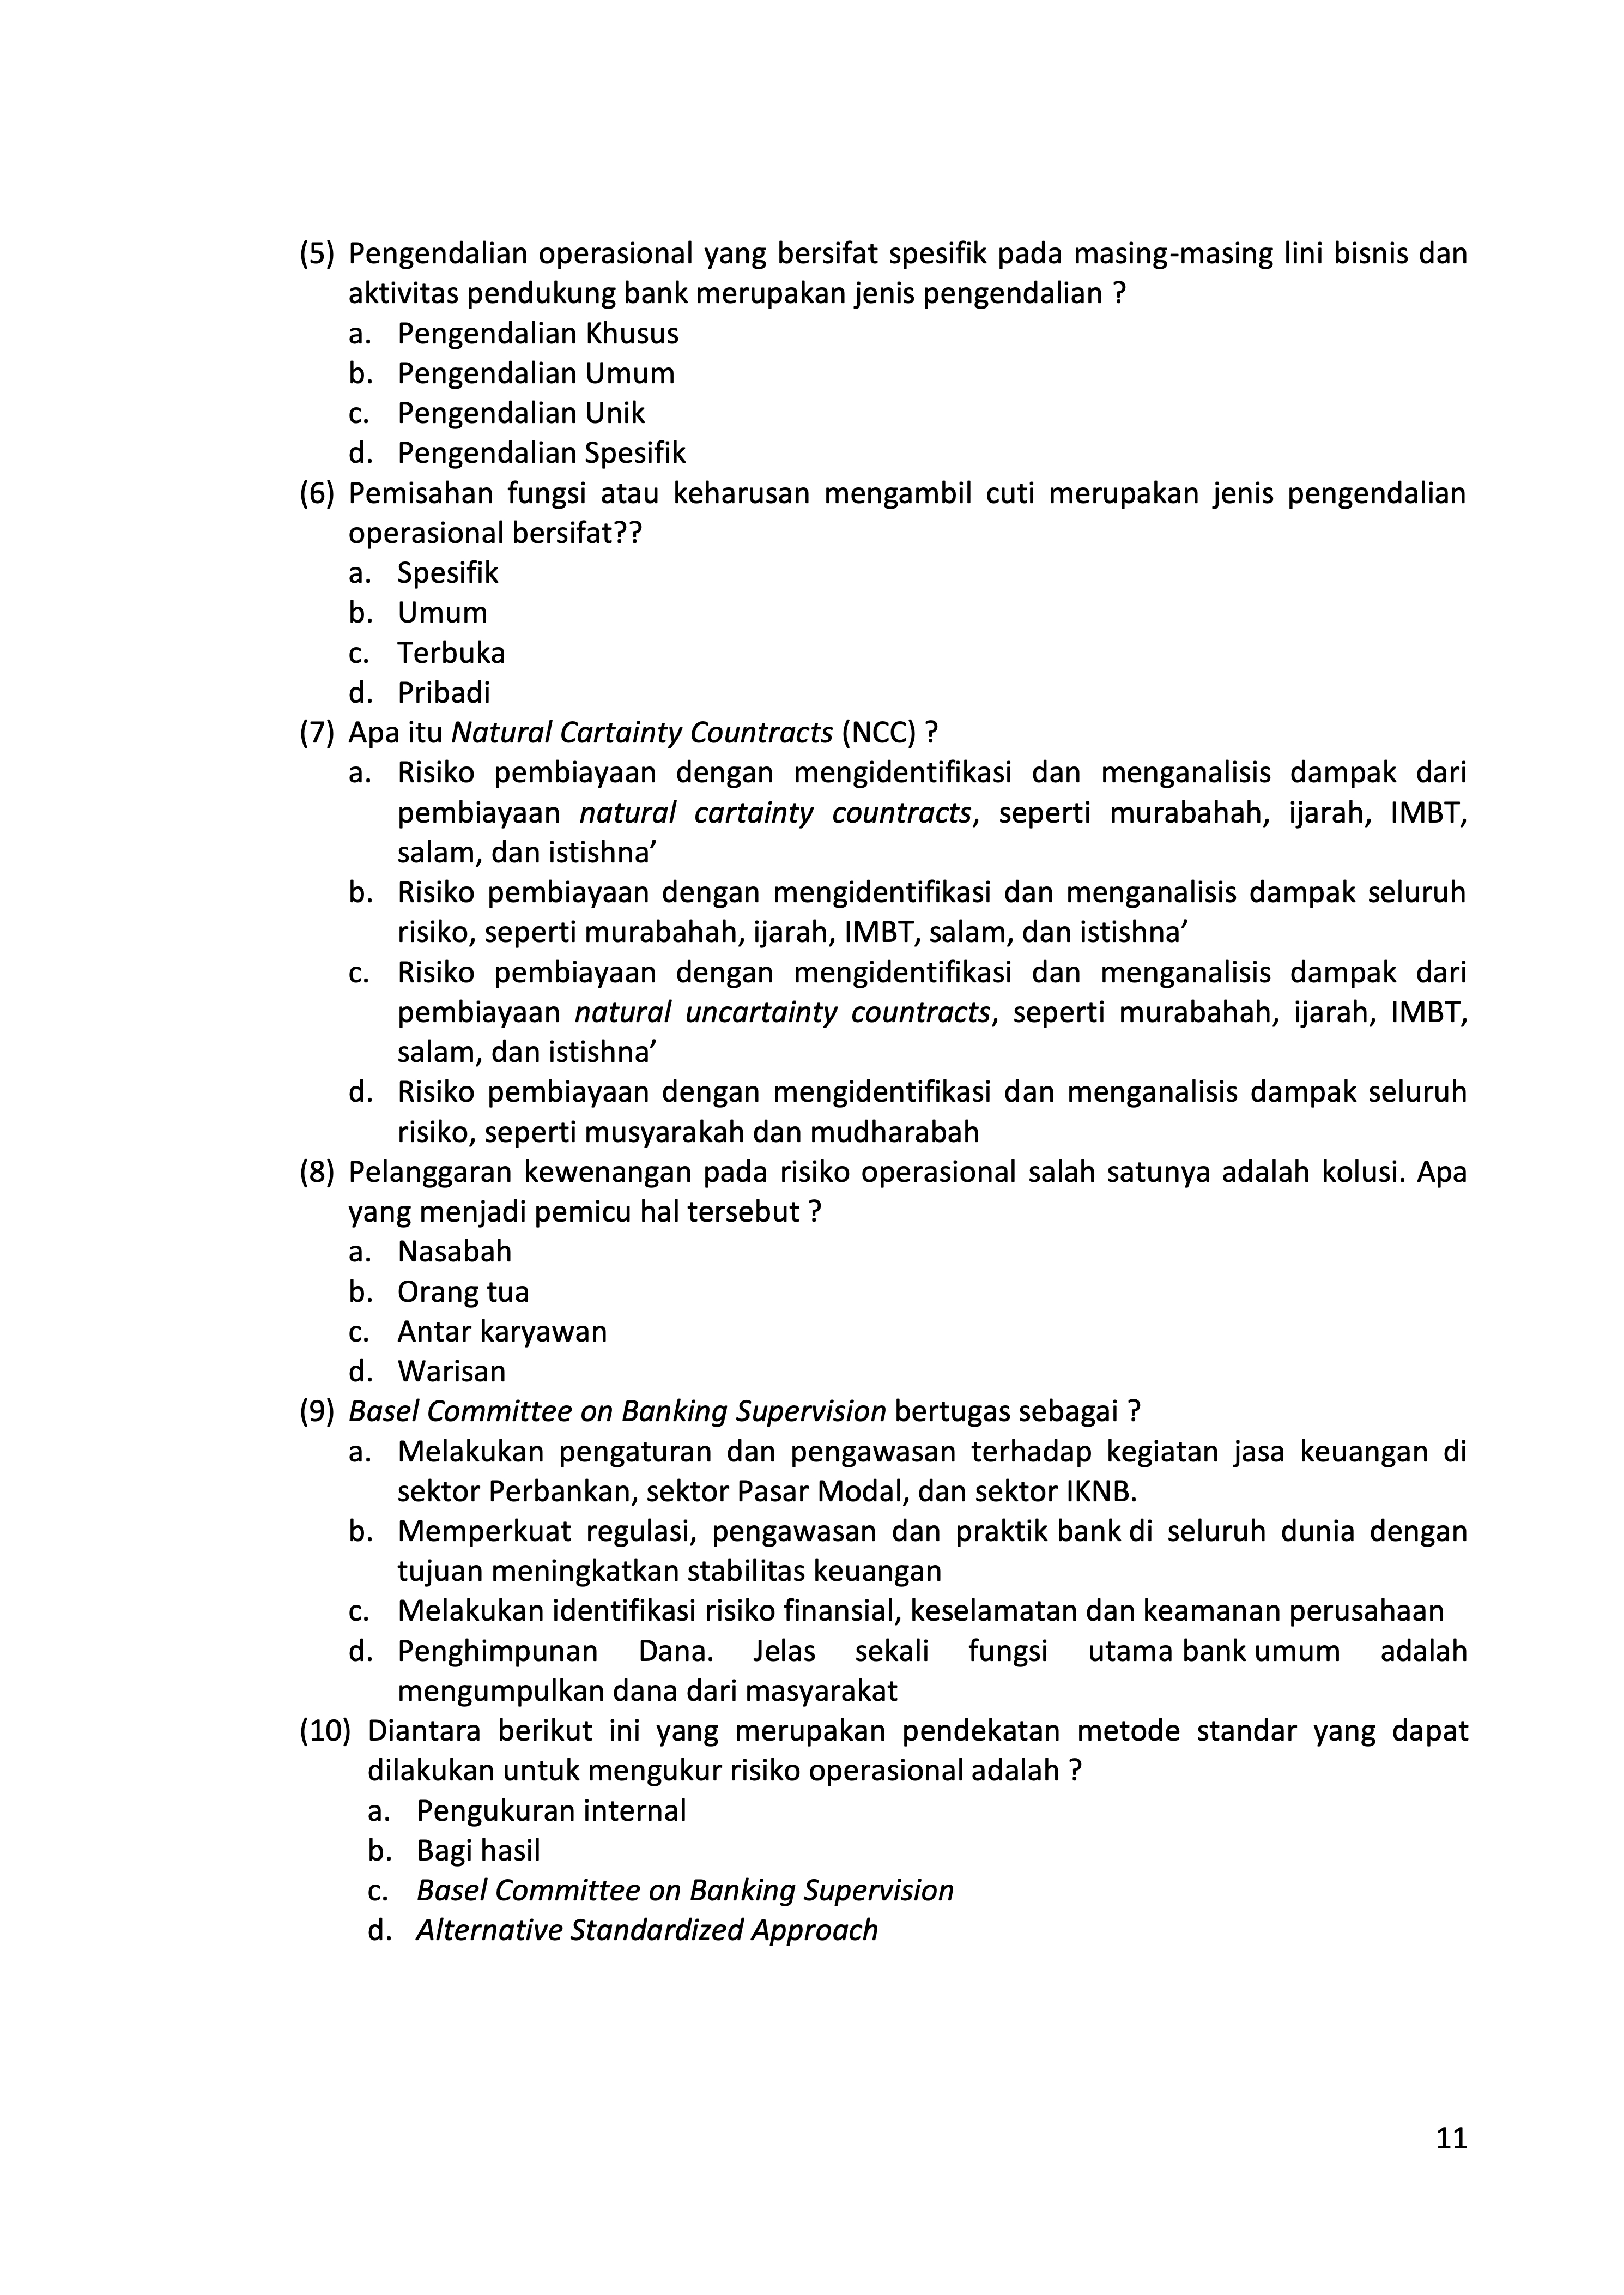 (5) Pengendalian operasional yang bersifat spesifik pada masing-masing lini bisnis dan
aktivitas pendukung bank merupakan jenis pengendalian ?
a. Pengendalian Khusus
b. Pengendalian Umum
c. Pengendalian Unik
d. Pengendalian Spesifik
(6) Pemisahan fungsi atau keharusan mengambil cuti merupakan jenis pengendalian
operasional bersifat??
a. Spesifik
b. Umum
c. Terbuka
d. Pribadi
(7) Apa itu Natural Cartainty Countracts (NCC) ?
a. Risiko pembiayaan dengan mengidentifikasi dan menganalisis dampak dari
pembiayaan natural cartainty countracts, seperti murabahah, ijarah, IMBT,
salam, dan istishna’
b. Risiko pembiayaan dengan mengidentifikasi dan menganalisis dampak seluruh
risiko, seperti murabahah, ijarah, IMBT, salam, dan istishna’
c. Risiko pembiayaan dengan mengidentifikasi dan menganalisis dampak dari
pembiayaan natural uncartainty countracts, seperti murabahah, ijarah, IMBT,
salam, dan istishna’
d. Risiko pembiayaan dengan mengidentifikasi dan menganalisis dampak seluruh
risiko, seperti musyarakah dan mudharabah
(8) Pelanggaran kewenangan pada risiko operasional salah satunya adalah kolusi. Apa
yang menjadi pemicu hal tersebut ?
a. Nasabah
b. Orang tua
c. Antar karyawan
d. Warisan
(9) Basel Committee on Banking Supervision bertugas sebagai ?
a. Melakukan pengaturan dan pengawasan terhadap kegiatan jasa keuangan di
sektor Perbankan, sektor Pasar Modal, dan sektor IKNB.
b. Memperkuat regulasi, pengawasan dan praktik bank di seluruh dunia dengan
tujuan meningkatkan stabilitas keuangan
c. Melakukan identifikasi risiko finansial, keselamatan dan keamanan perusahaan
d. Penghimpunan Dana. Jelas sekali fungsi utama bank umum adalah
mengumpulkan dana dari masyarakat
(10) Diantara berikut ini yang merupakan pendekatan metode standar yang dapat
dilakukan untuk mengukur risiko operasional adalah ?
a. Pengukuran internal
b. Bagi hasil
c. Basel Committee on Banking Supervision
d. Alternative Standardized Approach
11